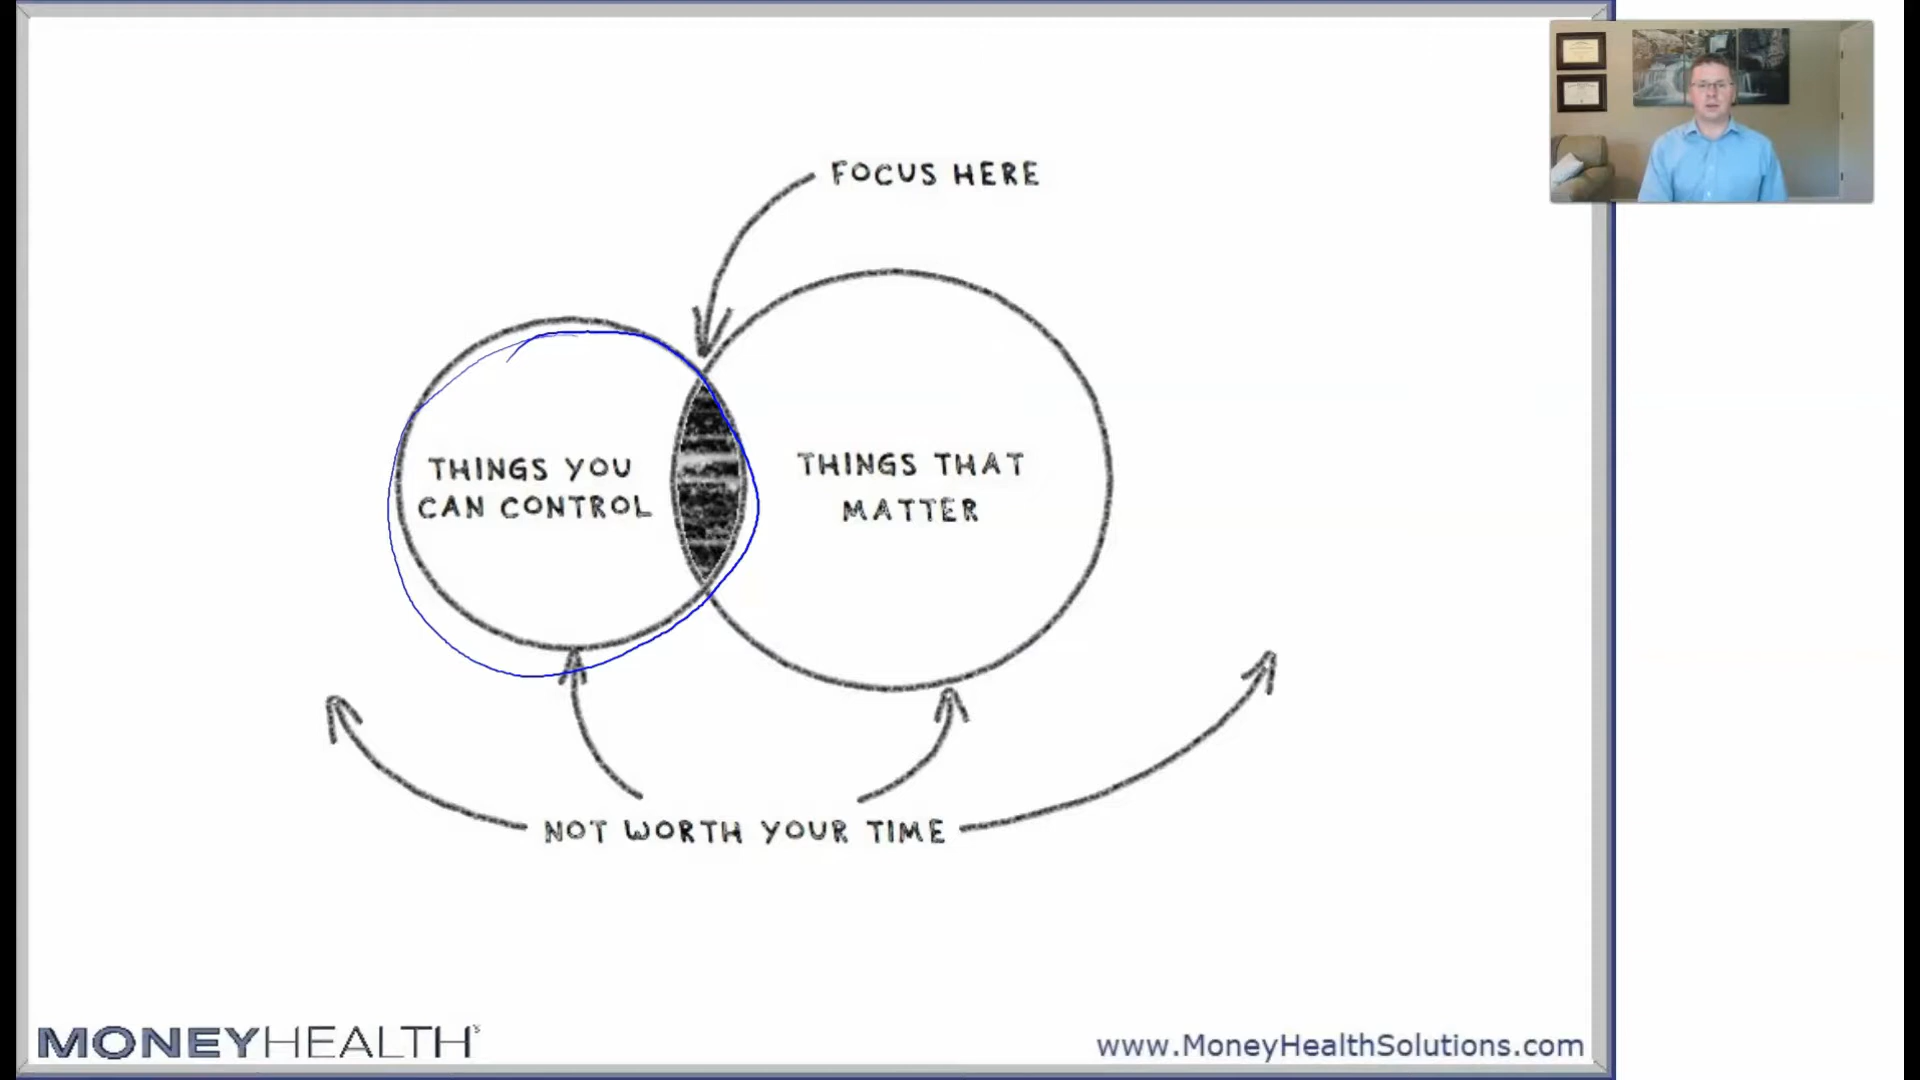 FOCUS HERE
THINGS YOU
CAN CONTROL
THINGS THAT
MATTER
NOT WORTH YOUR TIME
MONEYHEALTH
www.MoneyHealthSolutions.com